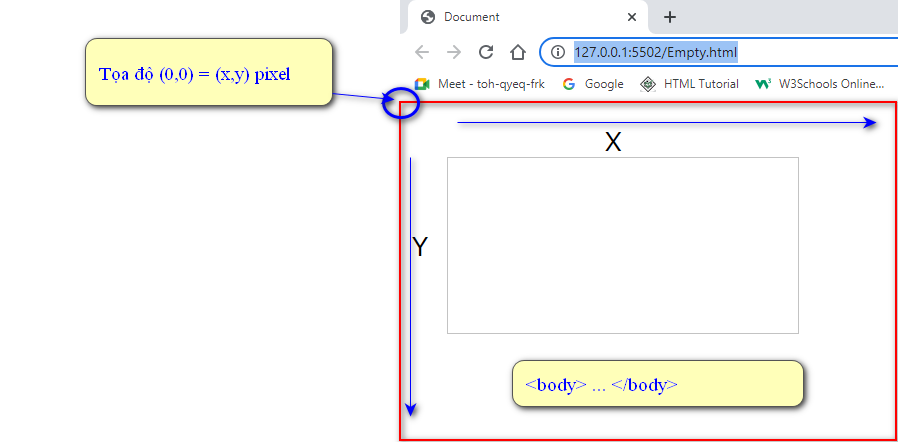 Document
127.0.0.1:5502/Empty.html
Meet - toh-qyeq-frk Google HTML Tutorial W3Schools Online...
Tọa độ (0,0) = (x,y) pixel
X
Y
<body> ... </body>